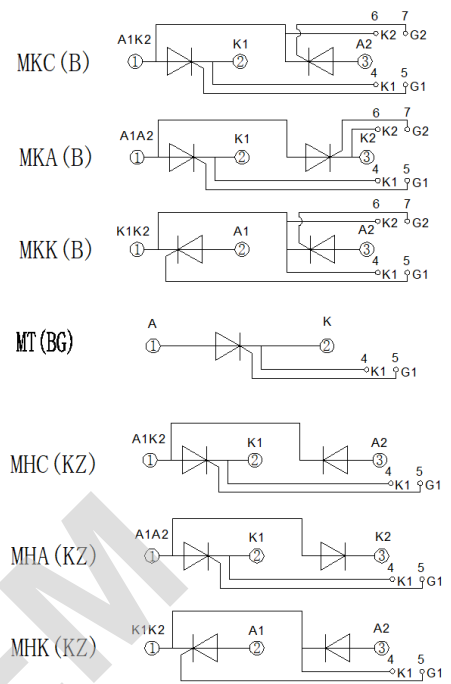 6 7
A1K2 K1 A2 K2 G2
MKC(B) ① ② ③ 4 5
K1 G1
6 7
A1A2 K1 K2 K2 G2
MKA(B) ① ② ③ 4 5
K1 G1
6 7
K1K2 A1 A2 K2 G2
MKK(B) ① ② ③ 4 5
K1 G1
A K
MT(BG) ① ② 4 5
K1 G1
A1K2 K1 A2
MHC(KZ) ① ② ③ 4 5
K1 G1
A1A2 K1 K2
MHA(KZ) ① ② ③ 4 5
K1 G1
K1K2 A1 A2
MHK(KZ) ① ② ③ 4 5
K1 G1